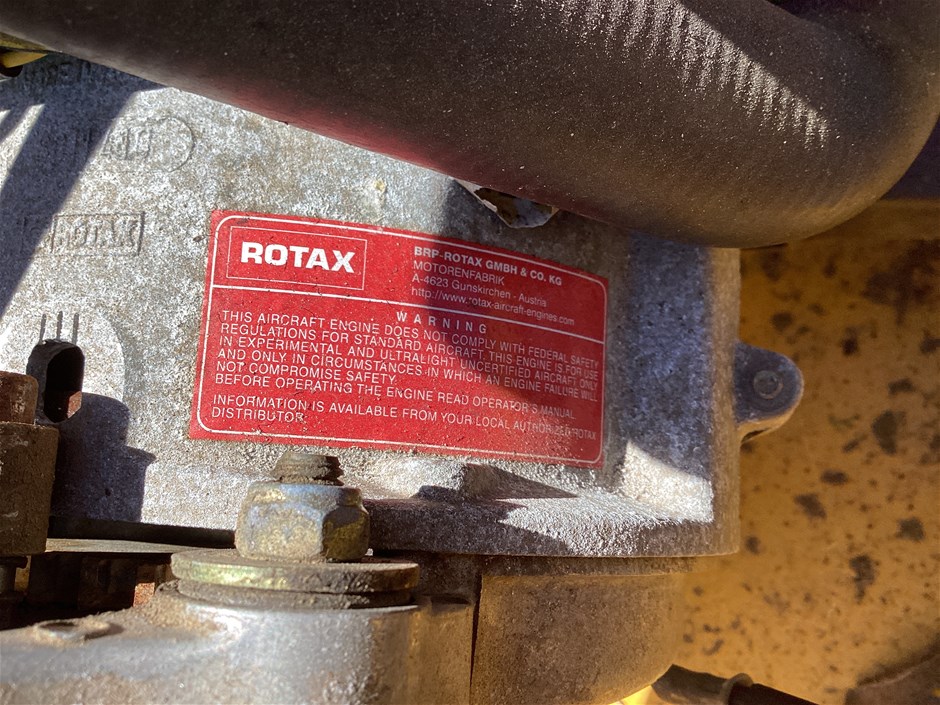 ROTAX
ROTAX
BRP-ROTAX GMBH & CO. KG
MOTORENFABRIK
A-4623 Gunskirchen - Austria
http://www.rotax-aircraft-engines.com
WARNING
THIS AIRCRAFT ENGINE DOES NOT COMPLY WITH FEDERAL SAFETY
REGULATIONS FOR STANDARD AIRCRAFT. THIS ENGINE IS FOR USE
IN EXPERIMENTAL AND ULTRALIGHT UNCERTIFIED AIRCRAFT ONLY
AND ONLY IN CIRCUMSTANCES IN WHICH AN ENGINE FAILURE WILL
NOT COMPROMISE SAFETY.
BEFORE OPERATING THE ENGINE READ OPERATOR'S MANUAL.
INFORMATION IS AVAILABLE FROM YOUR LOCAL AUTHORIZED ROTAX
DISTRIBUTOR.